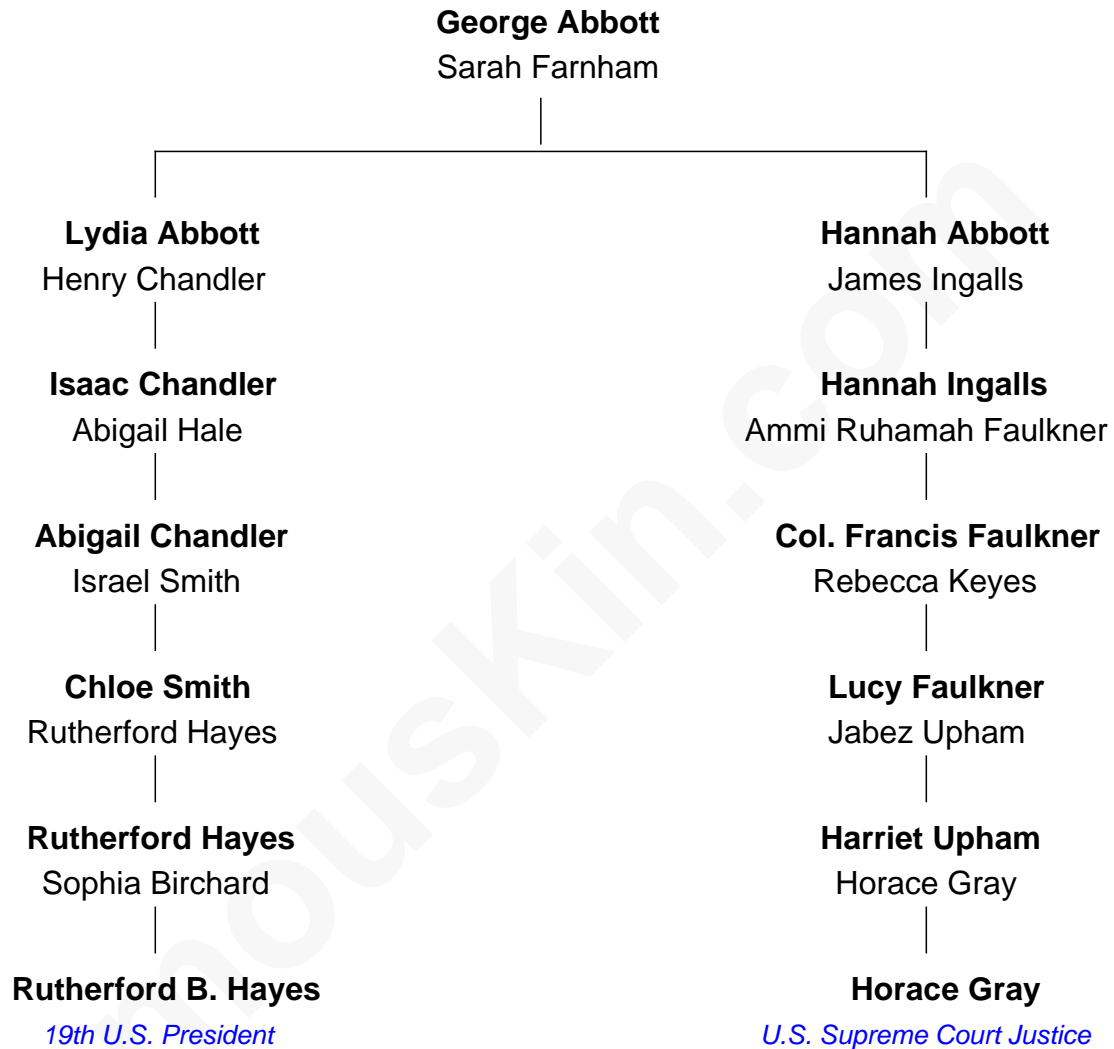 George Abbott
Sarah Farnham
Lydia Abbott
Henry Chandler
Hannah Abbott
James Ingalls
Isaac Chandler
Abigail Hale
Hannah Ingalls
Ammi Ruhamah Faulkner
Abigail Chandler
Israel Smith
Col. Francis Faulkner
Rebecca Keyes
Chloe Smith
Rutherford Hayes
Lucy Faulkner
Jabez Upham
Rutherford Hayes
Sophia Birchard
Harriet Upham
Horace Gray
Rutherford B. Hayes
19th U.S. President
Horace Gray
U.S. Supreme Court Justice
mousKin.com